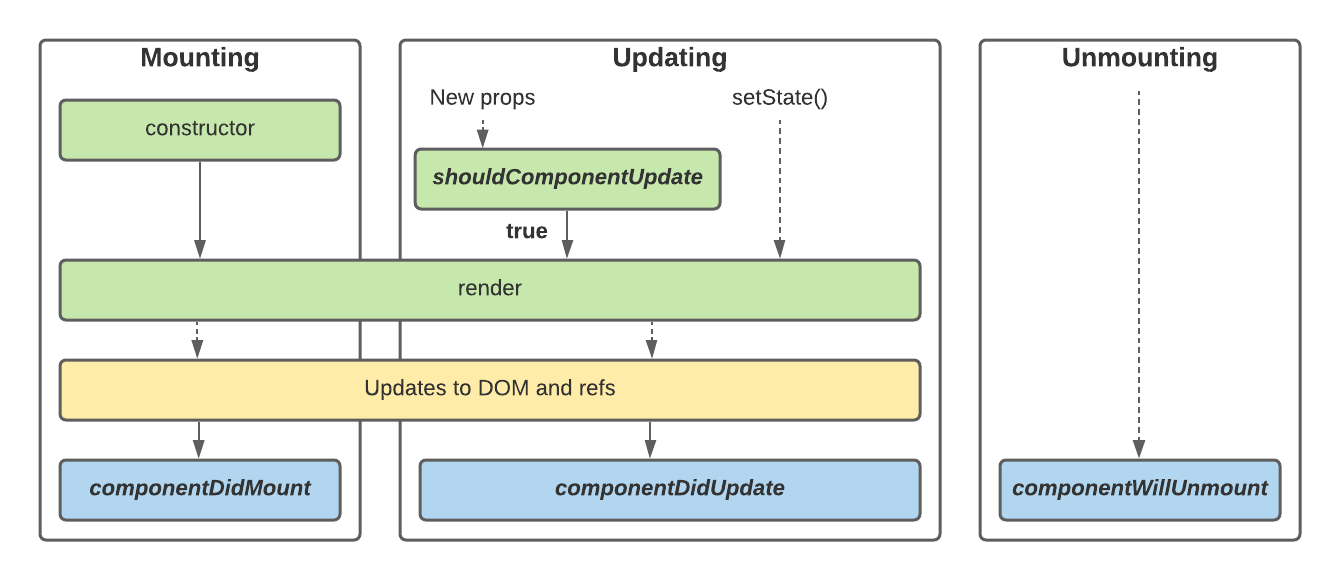 Mounting
constructor
Updating
New props
setState()
shouldComponentUpdate
true
render
Updates to DOM and refs
componentDidMount
componentDidUpdate
Unmounting
componentWillUnmount